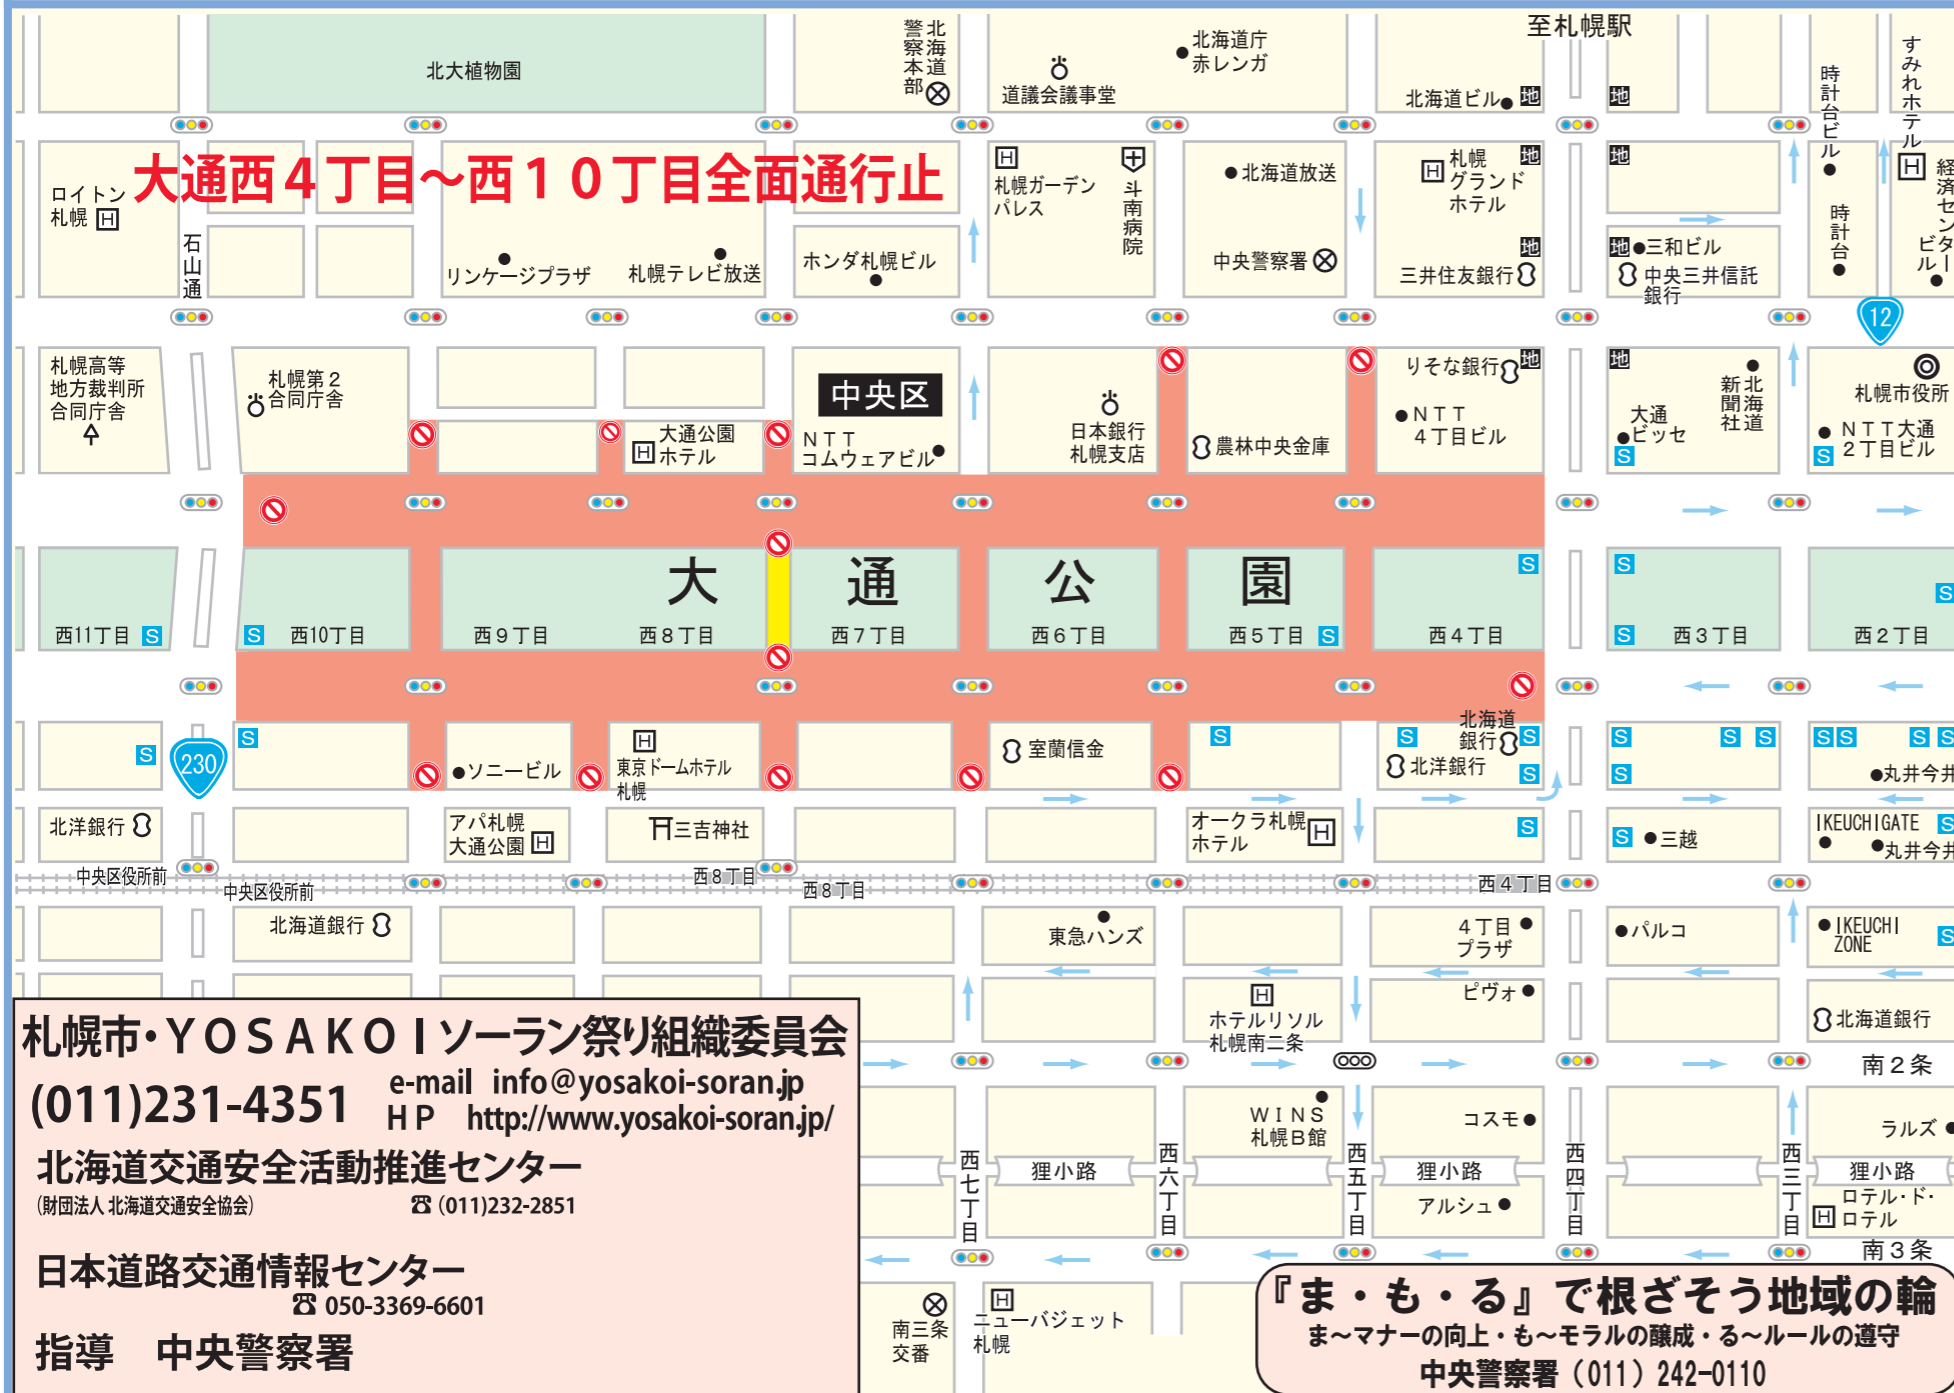 至札幌駅
北大植物園
北海道
警察本部
道議会議事堂
北海道庁
赤レンガ
北海道ビル
地
地
時計台ビル
すみれホテル
大通西4丁目～西10丁目全面通行止
ロイトン
札幌 H
石山通
リンケージプラザ
札幌テレビ放送
ホンダ札幌ビル
H
札幌ガーデン
パレス
斗南病院
北海道放送
中央警察署
札幌
H グランド
ホテル
地
地
地
三井住友銀行
地
三和ビル
中央三井信託
銀行
時計台
H
経済センター
ビル
12
札幌高等
地方裁判所
合同庁舎
札幌第2
合同庁舎
大通公園
H ホテル
中央区
NTT
コムウェアビル
日本銀行
札幌支店
農林中央金庫
りそな銀行
地
地
NTT
4丁目ビル
大通
ビッセ
S
北海道
新聞社
札幌市役所
NTT大通
2丁目ビル
S
大通公園
S
S
S
西11丁目 S
S 西10丁目
西9丁目
西8丁目
西7丁目
西6丁目
西5丁目 S
西4丁目
S 西3丁目
西2丁目
S
230
S
ソニービル
H
東京ドームホテル
札幌
室蘭信金
S
S
北海道
銀行
S
北洋銀行
S
S
S
S
S
S
S
S
S
丸井今井
北洋銀行
アパ札幌
大通公園 H
三吉神社
オークラ札幌
ホテル H
S
S 三越
IKEUCHIGATE S
丸井今井
中央区役所前
中央区役所前
西8丁目
西8丁目
西4丁目
北海道銀行
東急ハンズ
4丁目
プラザ
パルコ
IKEUCHI
ZONE
S
H
ホテルリソル
札幌南二条
ピヴォ
北海道銀行
南2条
WINS
札幌B館
コスモ
ラルズ
西七丁目
狸小路
西六丁目
西五丁目
狸小路
西四丁目
西三丁目
狸小路
アルシュ
ロテル・ド・
H ロテル
南3条
南三条
交番
H
ニューバジェット
札幌
札幌市・YOSAKOIソーラン祭り組織委員会
(011)231-4351
e-mail info@yosakoi-soran.jp
HP http://www.yosakoi-soran.jp/
北海道交通安全活動推進センター
(財団法人 北海道交通安全協会) ☎(011)232-2851
日本道路交通情報センター
☎ 050-3369-6601
指導 中央警察署
『ま・も・る』で根ざそう地域の輪
ま～マナーの向上・も～モラルの醸成・る～ルールの遵守
中央警察署（011）242-0110